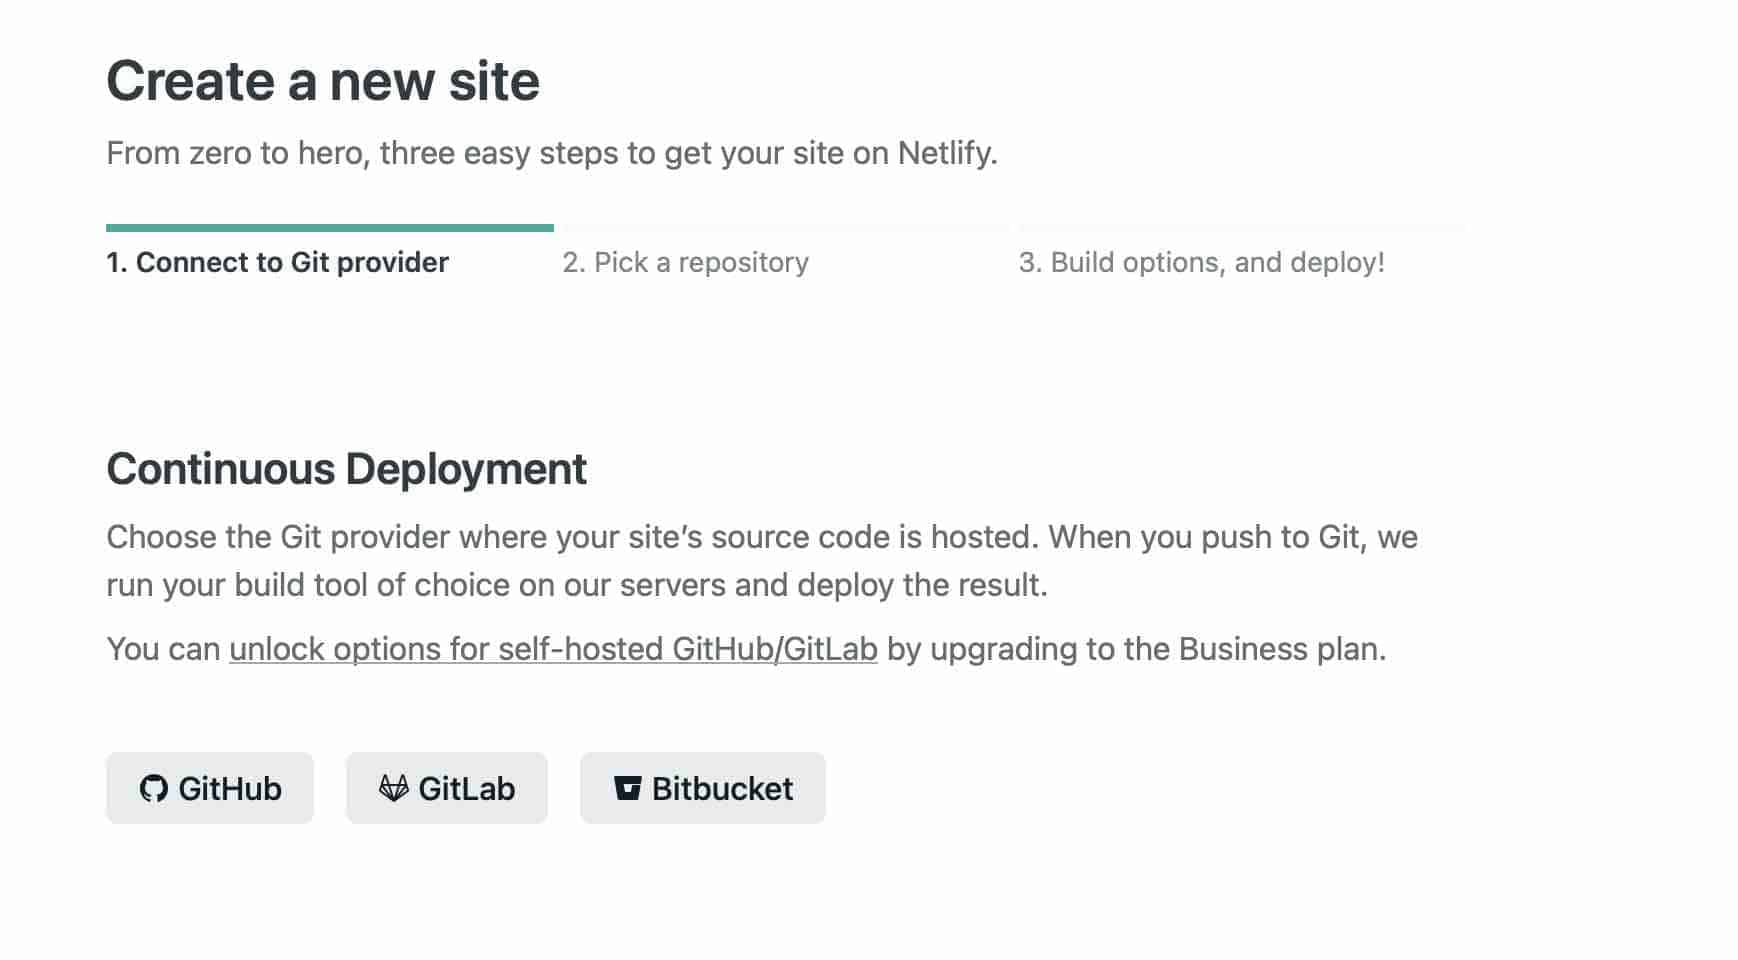 Create a new site
From zero to hero, three easy steps to get your site on Netlify.
1. Connect to Git provider
2. Pick a repository
3. Build options, and deploy!
Continuous Deployment
Choose the Git provider where your site’s source code is hosted. When you push to Git, we
run your build tool of choice on our servers and deploy the result.
You can unlock options for self-hosted GitHub/GitLab by upgrading to the Business plan.
GitHub
GitLab
Bitbucket